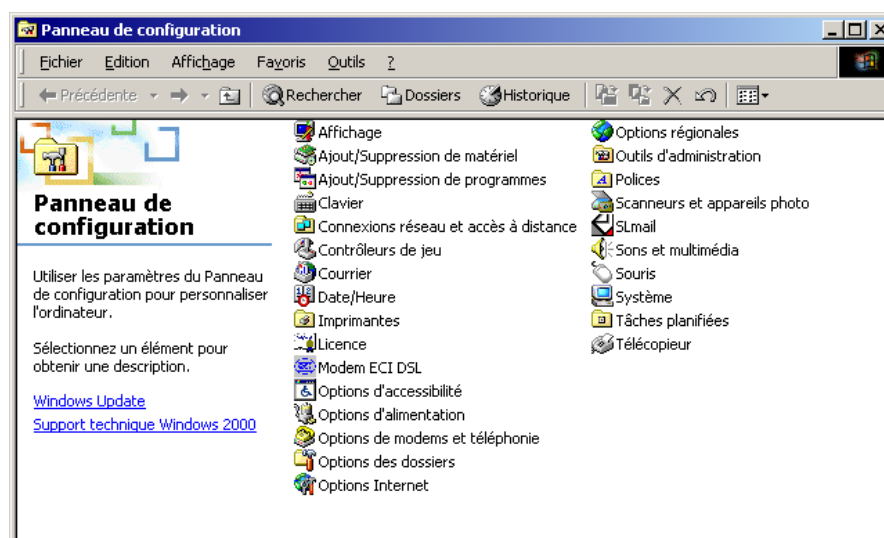 Panneau de configuration
Fichier Edition Affichage Favoris Outils ?
Précédente Rechercher Dossiers Historique
Panneau de
configuration
Utiliser les paramètres du Panneau
de configuration pour personnaliser
l'ordinateur.
Sélectionnez un élément pour
obtenir une description.
Windows Update
Support technique Windows 2000
Affichage
Ajout/Suppression de matériel
Ajout/Suppression de programmes
Clavier
Connexions réseau et accès à distance
Contrôleurs de jeu
Courrier
Date/Heure
Imprimantes
Licence
Modem ECI DSL
Options d'accessibilité
Options d'alimentation
Options de modems et téléphonie
Options des dossiers
Options Internet
Options régionales
Outils d'administration
Polices
Scanneurs et appareils photo
SLmail
Sons et multimédia
Souris
Système
Tâches planifiées
Télécopieur